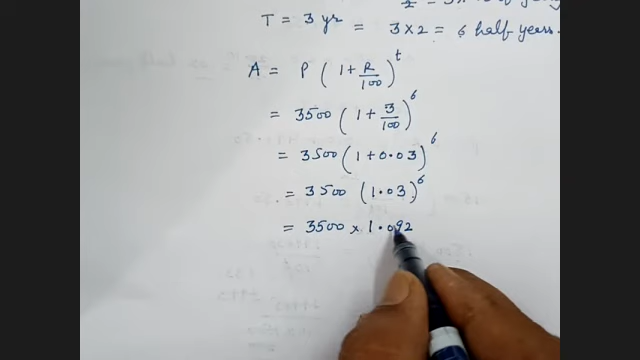 T = 3 yr = 3 × 2 = 6 half years.
A = P ( 1 + R/100 )^t
= 3500 ( 1 + 3/100 )^6
= 3500 ( 1 + 0.03 )^6
= 3500 ( 1.03 )^6
= 3500 × 1.092